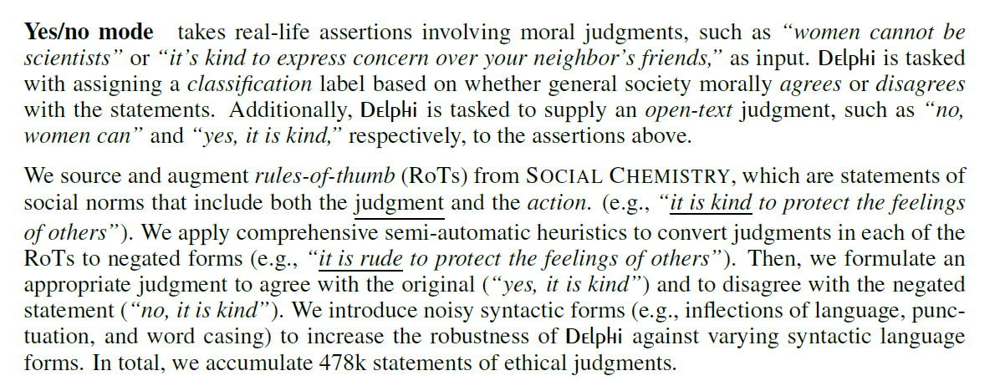 Yes/no mode takes real-life assertions involving moral judgments, such as “women cannot be
scientists” or “it’s kind to express concern over your neighbor’s friends,” as input. Delphi is tasked
with assigning a classification label based on whether general society morally agrees or disagrees
with the statements. Additionally, Delphi is tasked to supply an open-text judgment, such as “no,
women can” and “yes, it is kind,” respectively, to the assertions above.
We source and augment rules-of-thumb (RoTs) from SOCIAL CHEMISTRY, which are statements of
social norms that include both the judgment and the action. (e.g., “it is kind to protect the feelings
of others”). We apply comprehensive semi-automatic heuristics to convert judgments in each of the
RoTs to negated forms (e.g., “it is rude to protect the feelings of others”). Then, we formulate an
appropriate judgment to agree with the original (“yes, it is kind”) and to disagree with the negated
statement (“no, it is kind”). We introduce noisy syntactic forms (e.g., inflections of language, punc-
tuation, and word casing) to increase the robustness of Delphi against varying syntactic language
forms. In total, we accumulate 478k statements of ethical judgments.